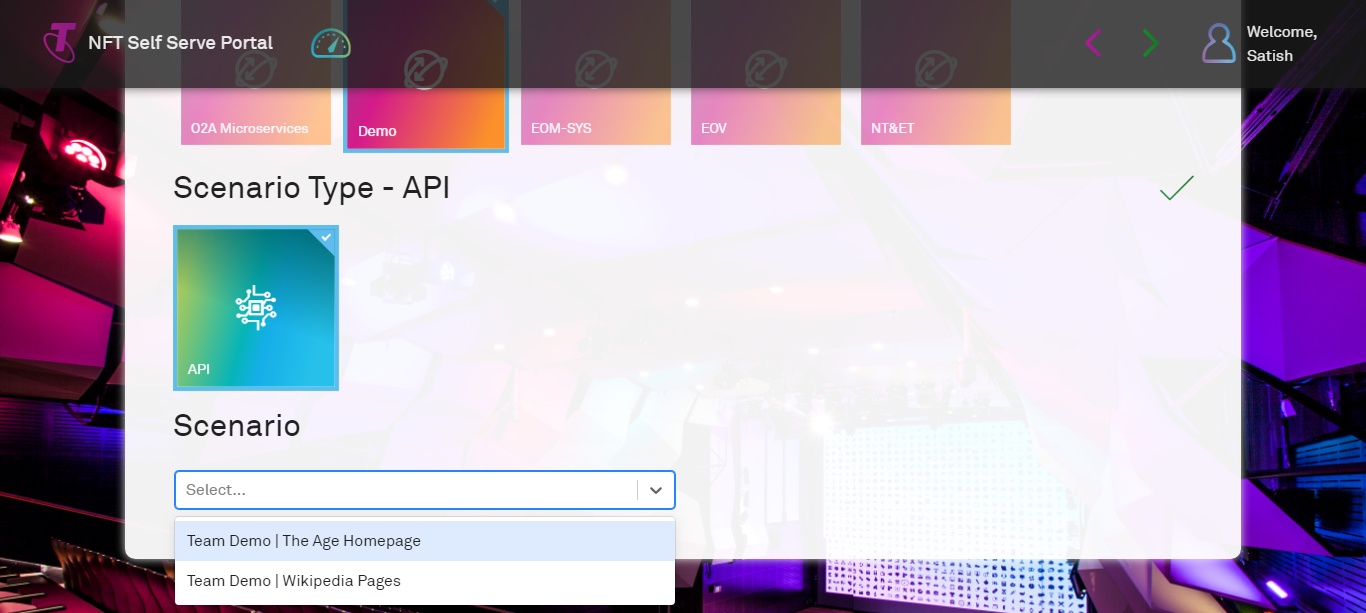 NFT Self Serve Portal
Welcome,
Satish
O2A Microservices
Demo
EOM-SYS
EOV
NT&ET
Scenario Type - API
API
Scenario
Select...
Team Demo | The Age Homepage
Team Demo | Wikipedia Pages